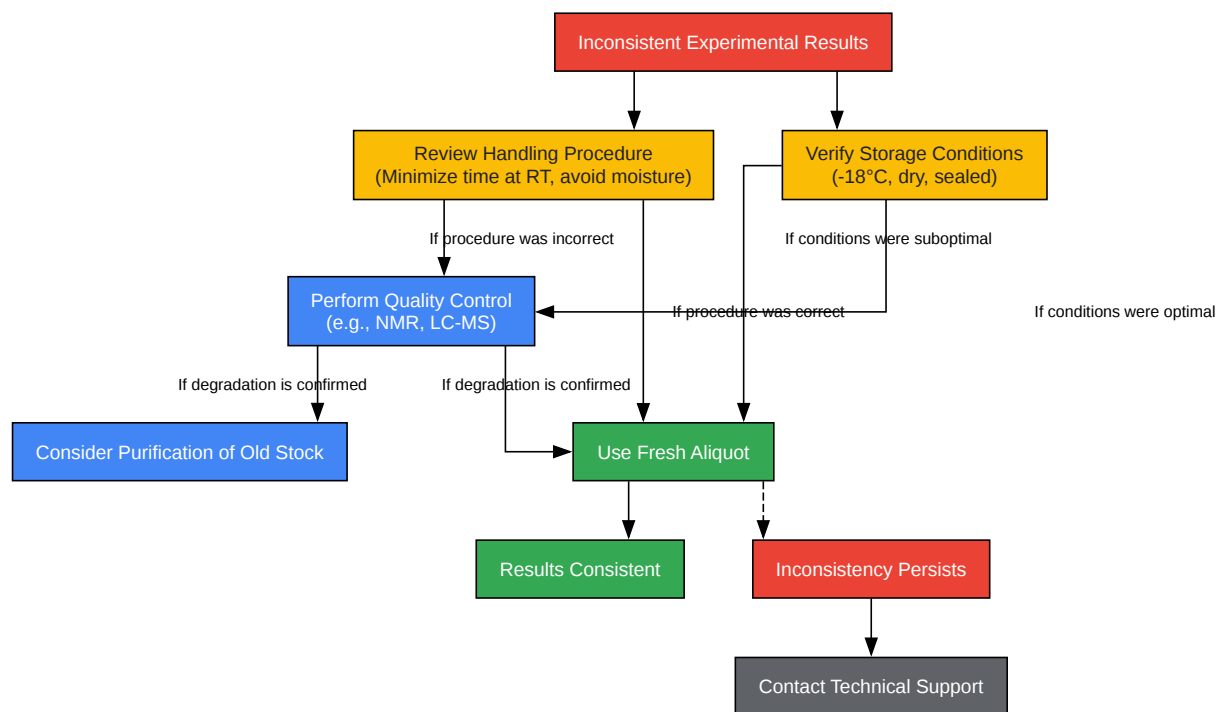 Inconsistent Experimental Results
Review Handling Procedure
(Minimize time at RT, avoid moisture)
Verify Storage Conditions
(-18°C, dry, sealed)
If procedure was incorrect
If conditions were suboptimal
Perform Quality Control
(e.g., NMR, LC-MS)
If procedure was correct
If conditions were optimal
If degradation is confirmed
If degradation is confirmed
Consider Purification of Old Stock
Use Fresh Aliquot
Results Consistent
Inconsistency Persists
Contact Technical Support